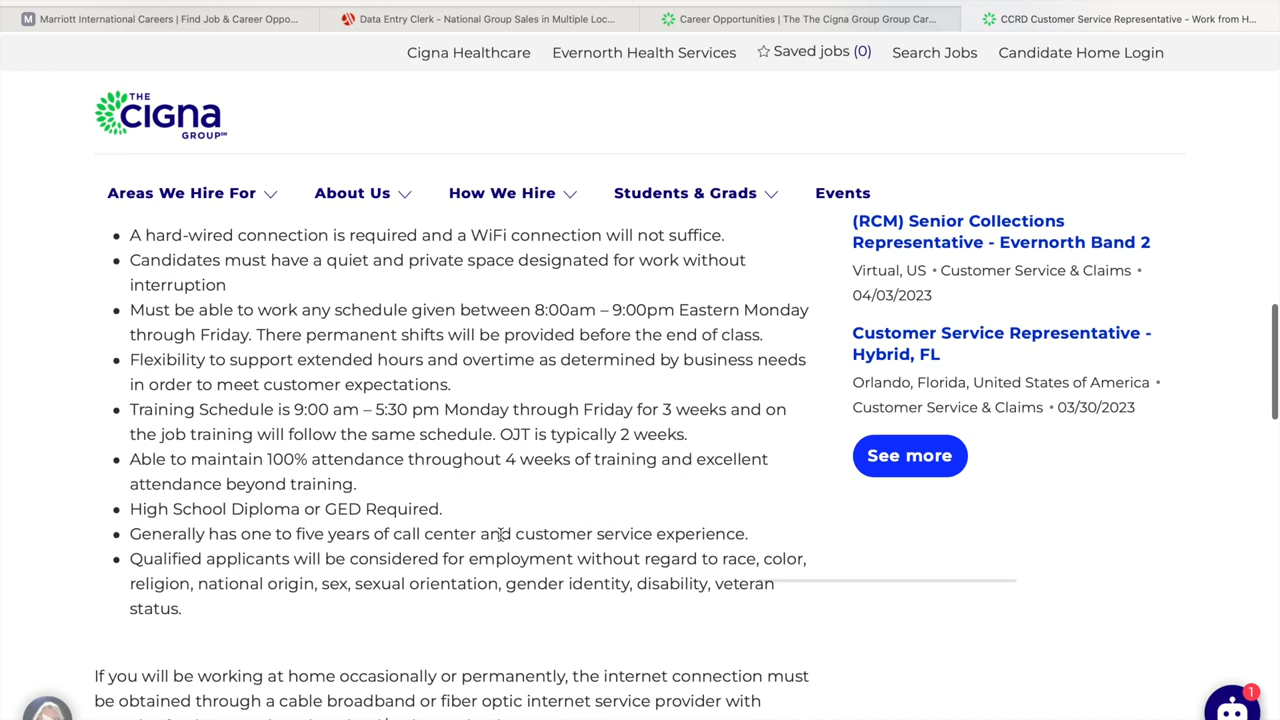 Marriott International Careers | Find Job & Career Oppo...
Data Entry Clerk - National Group Sales in Multiple Loc...
Career Opportunities | The The Cigna Group Group Car...
CCRD Customer Service Representative - Work from H...
Cigna Healthcare
Evernorth Health Services
Saved jobs (0)
Search Jobs
Candidate Home Login
THE
cigna
GROUP℠
Areas We Hire For
About Us
How We Hire
Students & Grads
Events
A hard-wired connection is required and a WiFi connection will not suffice.
Candidates must have a quiet and private space designated for work without
interruption
Must be able to work any schedule given between 8:00am – 9:00pm Eastern Monday
through Friday. There permanent shifts will be provided before the end of class.
Flexibility to support extended hours and overtime as determined by business needs
in order to meet customer expectations.
Training Schedule is 9:00 am – 5:30 pm Monday through Friday for 3 weeks and on
the job training will follow the same schedule. OJT is typically 2 weeks.
Able to maintain 100% attendance throughout 4 weeks of training and excellent
attendance beyond training.
High School Diploma or GED Required.
Generally has one to five years of call center and customer service experience.
Qualified applicants will be considered for employment without regard to race, color,
religion, national origin, sex, sexual orientation, gender identity, disability, veteran
status.
If you will be working at home occasionally or permanently, the internet connection must
be obtained through a cable broadband or fiber optic internet service provider with
(RCM) Senior Collections
Representative - Evernorth Band 2
Virtual, US • Customer Service & Claims •
04/03/2023
Customer Service Representative -
Hybrid, FL
Orlando, Florida, United States of America •
Customer Service & Claims • 03/30/2023
See more
1